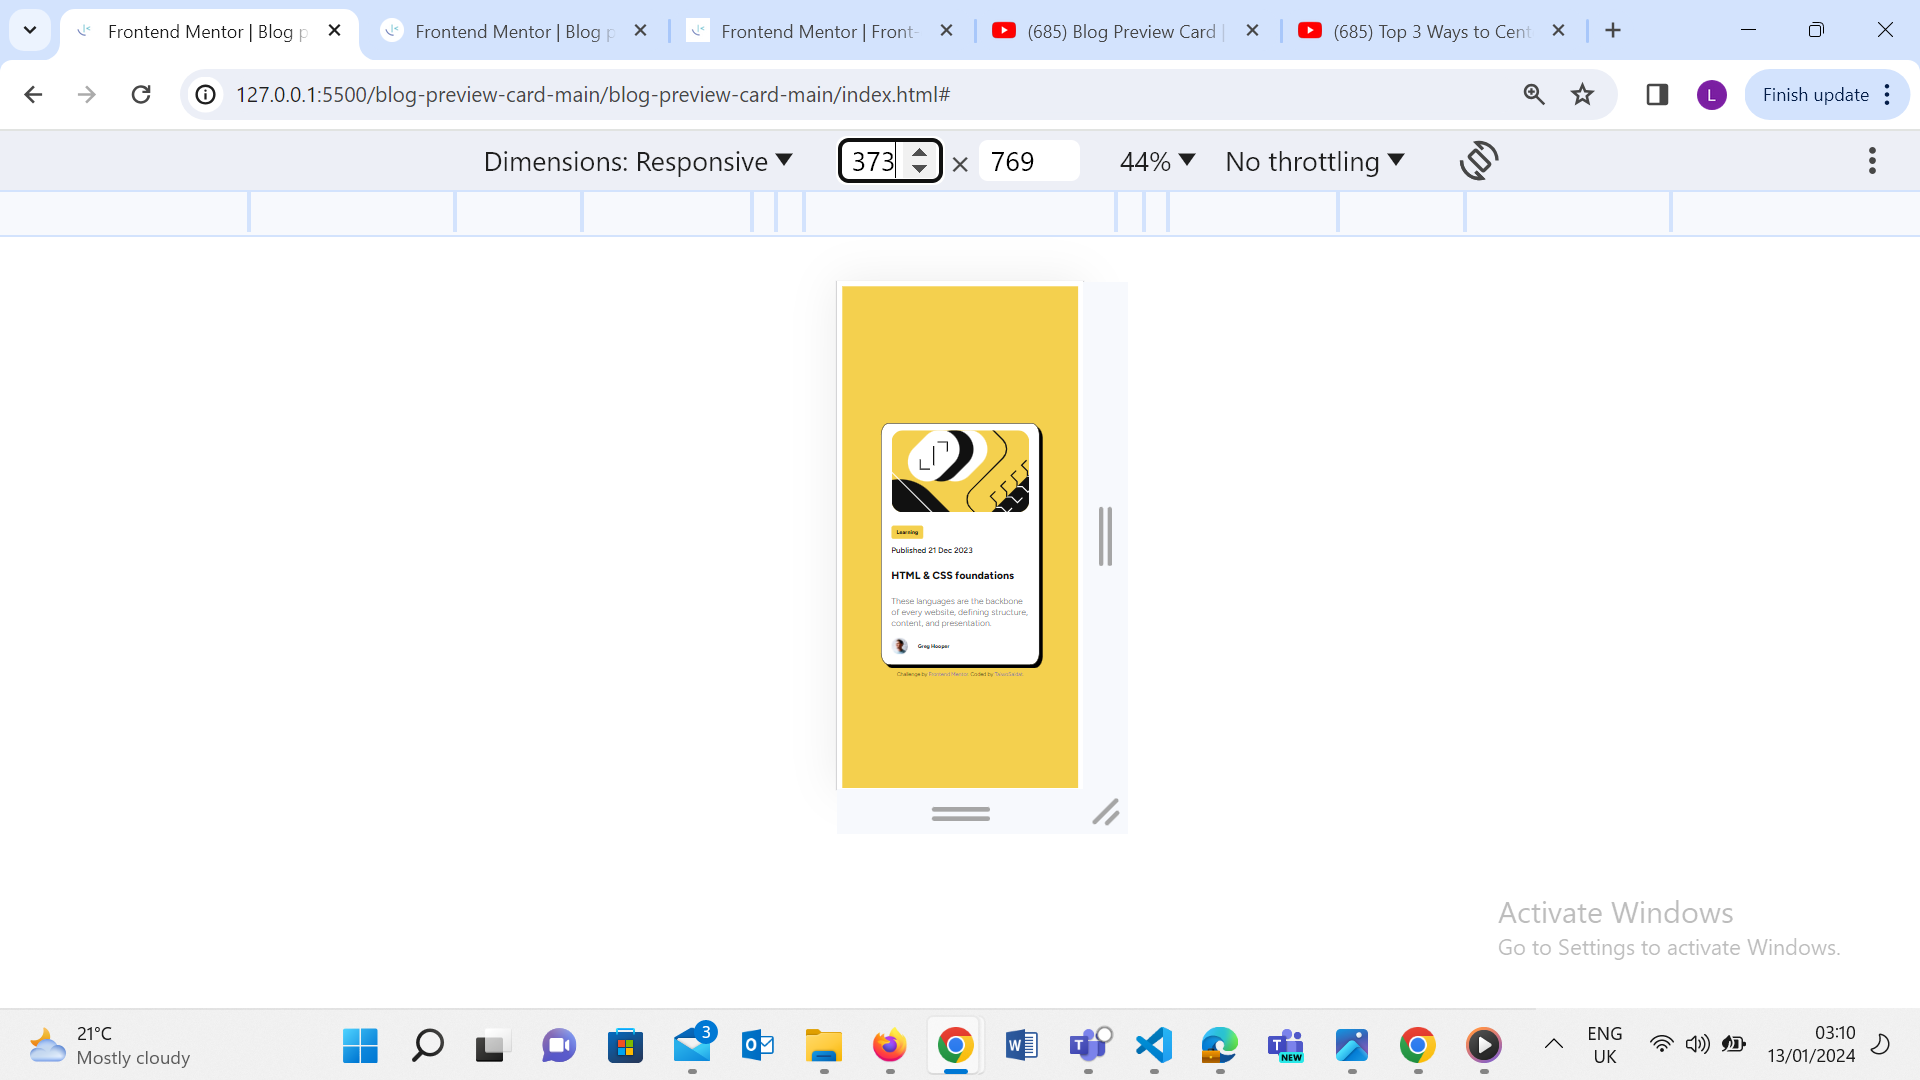 Frontend Mentor | Blog p
Frontend Mentor | Blog p
Frontend Mentor | Front-
(685) Blog Preview Card |
(685) Top 3 Ways to Cent
127.0.0.1:5500/blog-preview-card-main/blog-preview-card-main/index.html#
L
Finish update
Dimensions: Responsive
373
×
769
44%
No throttling
Learning
Published 21 Dec 2023
HTML & CSS foundations
These languages are the backbone
of every website, defining structure,
content, and presentation.
Greg Hooper
Challenge by Frontend Mentor. Coded by
Activate Windows
Go to Settings to activate Windows.
21°C
Mostly cloudy
3
NEW
ENG
UK
03:10
13/01/2024